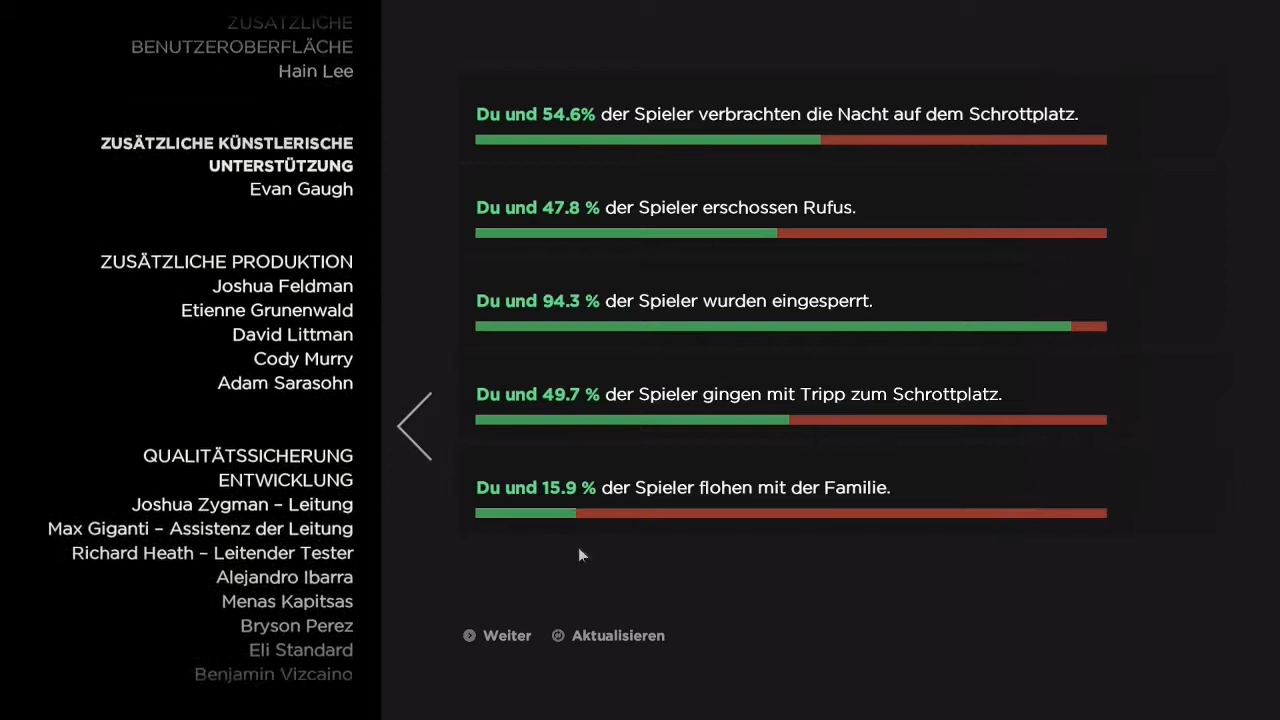 ZUSÄTZLICHE
BENUTZEROBERFLÄCHE
Hain Lee
ZUSÄTZLICHE KÜNSTLERISCHE
UNTERSTÜTZUNG
Evan Gaugh
ZUSÄTZLICHE PRODUKTION
Joshua Feldman
Etienne Grunenwald
David Littman
Cody Murry
Adam Sarasohn
QUALITÄTSSICHERUNG
ENTWICKLUNG
Joshua Zygman – Leitung
Max Giganti – Assistenz der Leitung
Richard Heath – Leitender Tester
Alejandro Ibarra
Menas Kapitsas
Bryson Perez
Eli Standard
Benjamin Vizcaino
Du und 54.6% der Spieler verbrachten die Nacht auf dem Schrottplatz.
Du und 47.8 % der Spieler erschossen Rufus.
Du und 94.3 % der Spieler wurden eingesperrt.
Du und 49.7 % der Spieler gingen mit Tripp zum Schrottplatz.
Du und 15.9 % der Spieler flohen mit der Familie.
Weiter Aktualisieren